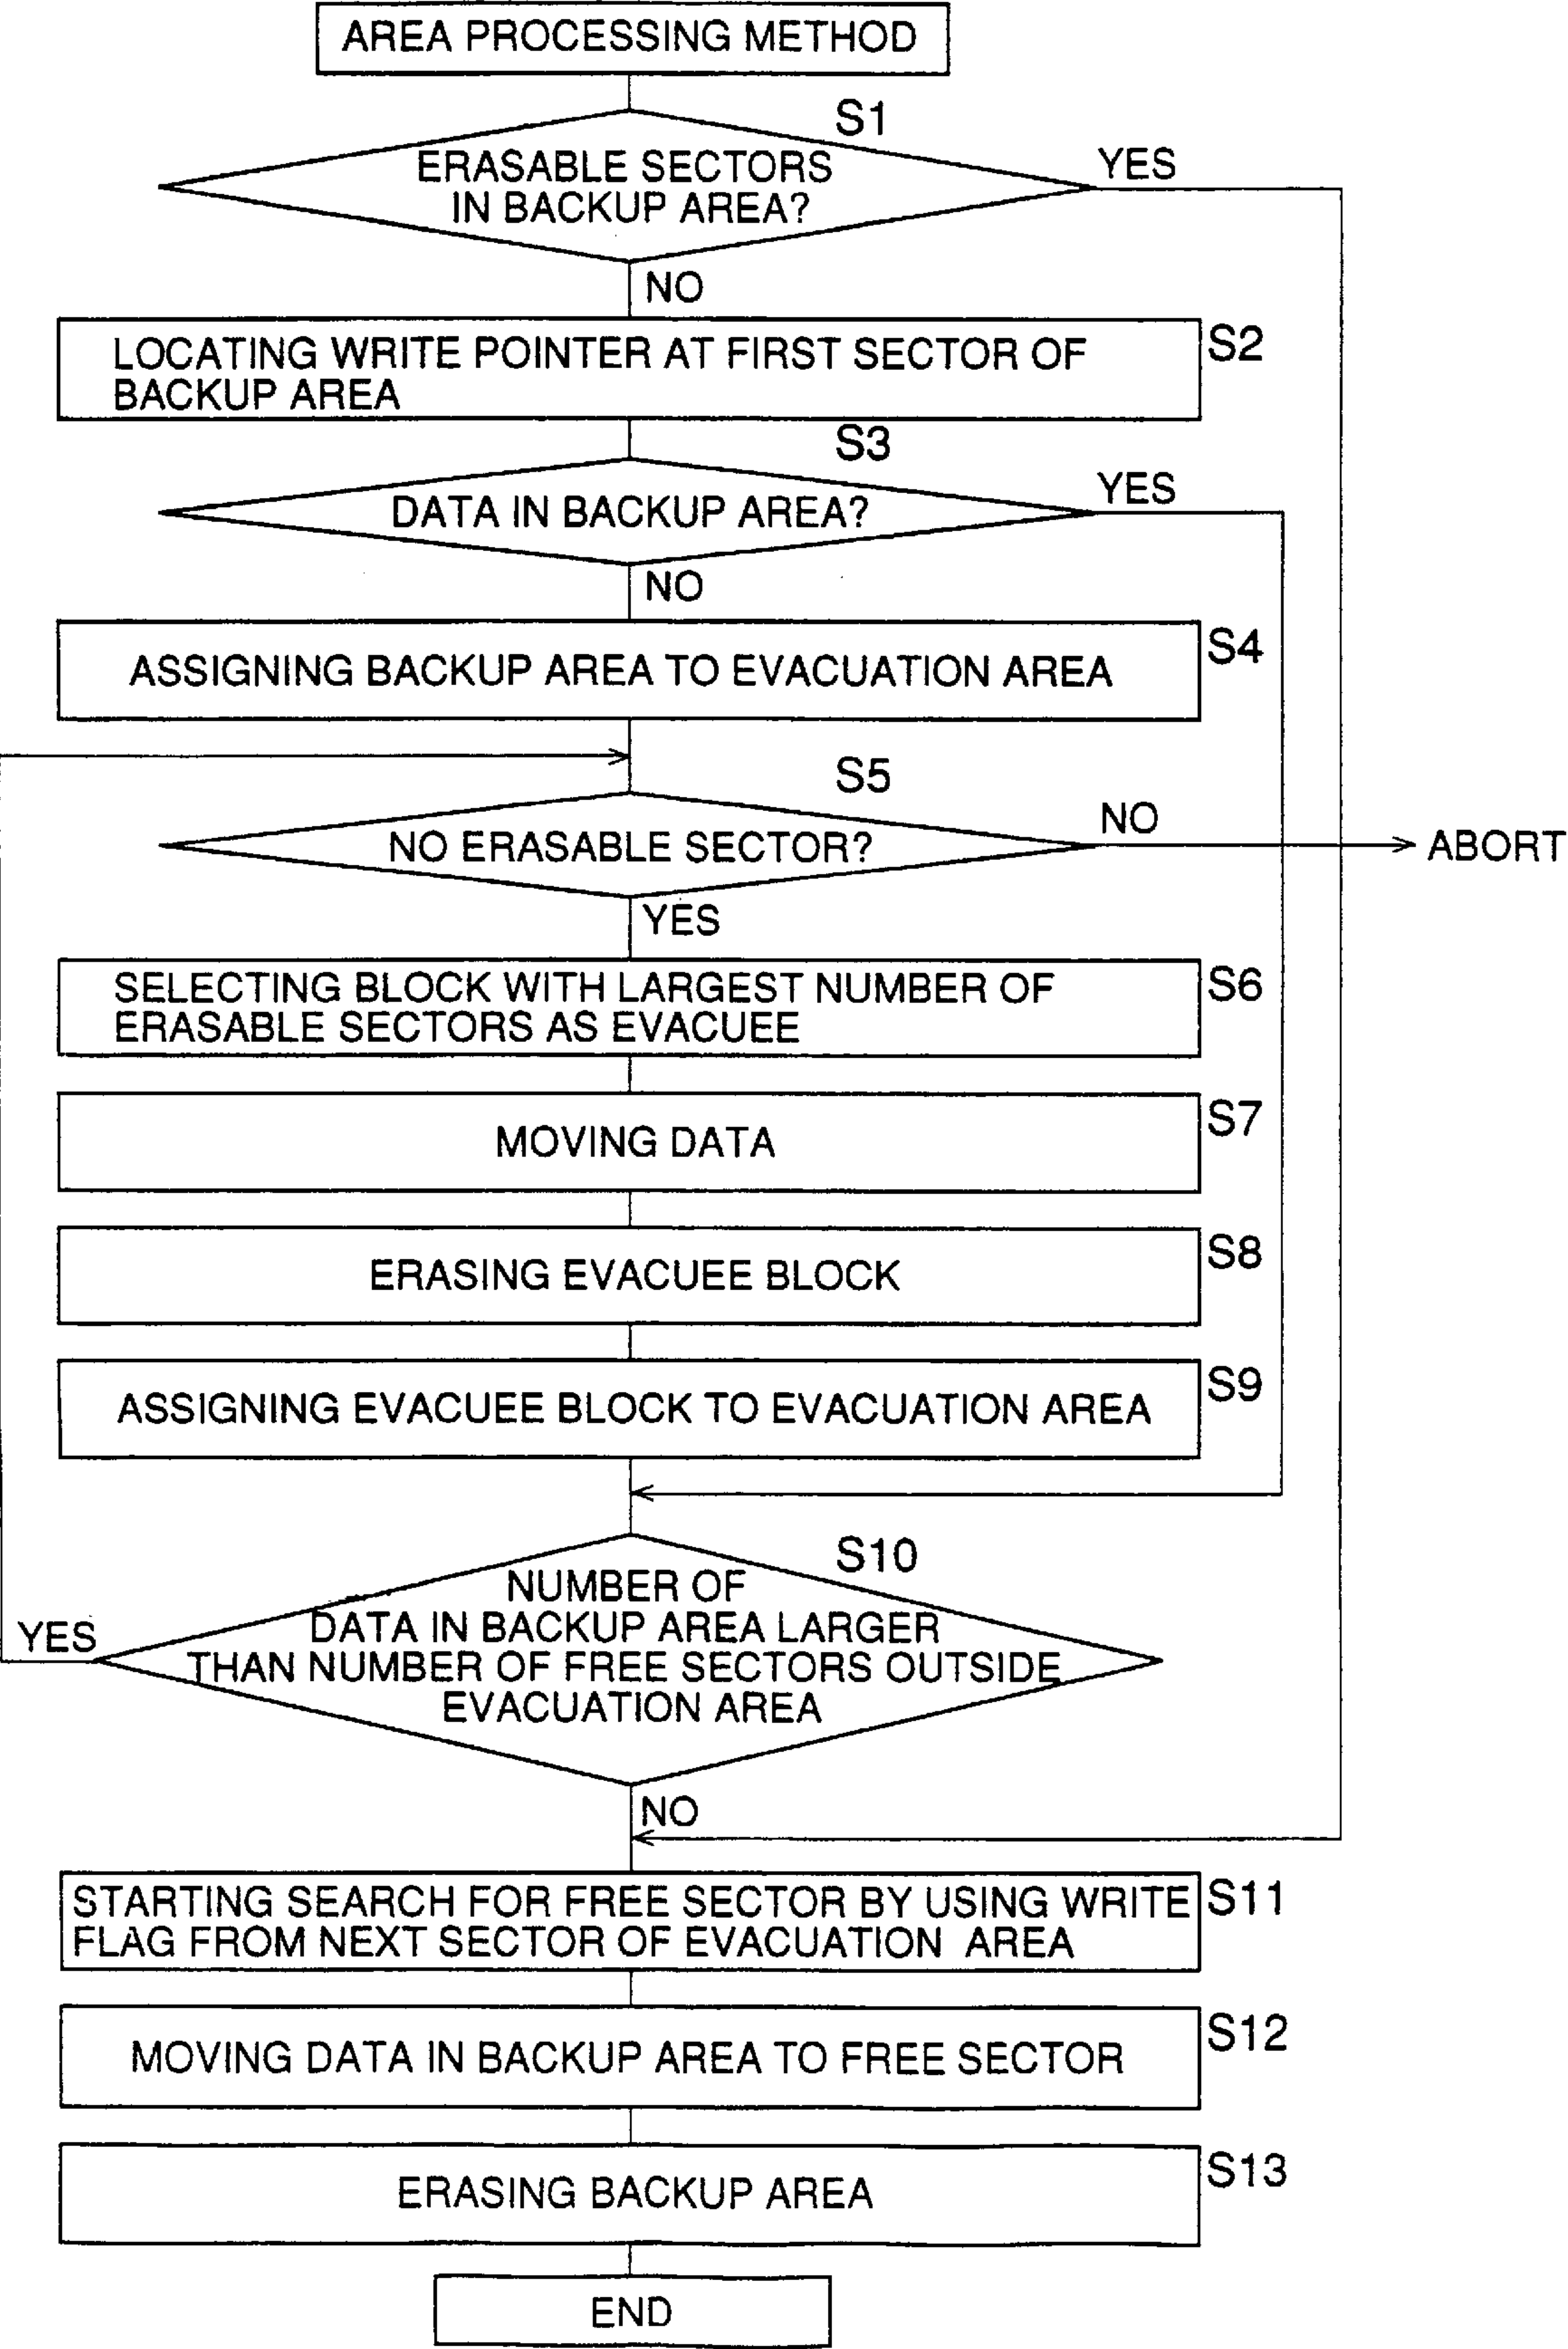 AREA PROCESSING METHOD
S1
ERASABLE SECTORS
IN BACKUP AREA?
YES
NO
LOCATING WRITE POINTER AT FIRST SECTOR OF
BACKUP AREA
S2
S3
DATA IN BACKUP AREA?
YES
NO
ASSIGNING BACKUP AREA TO EVACUATION AREA
S4
S5
NO ERASABLE SECTOR?
NO
ABORT
YES
SELECTING BLOCK WITH LARGEST NUMBER OF
ERASABLE SECTORS AS EVACUEE
S6
MOVING DATA
S7
ERASING EVACUEE BLOCK
S8
ASSIGNING EVACUEE BLOCK TO EVACUATION AREA
S9
S10
NUMBER OF
DATA IN BACKUP AREA LARGER
THAN NUMBER OF FREE SECTORS OUTSIDE
EVACUATION AREA
YES
NO
STARTING SEARCH FOR FREE SECTOR BY USING WRITE
FLAG FROM NEXT SECTOR OF EVACUATION AREA
S11
MOVING DATA IN BACKUP AREA TO FREE SECTOR
S12
ERASING BACKUP AREA
S13
END